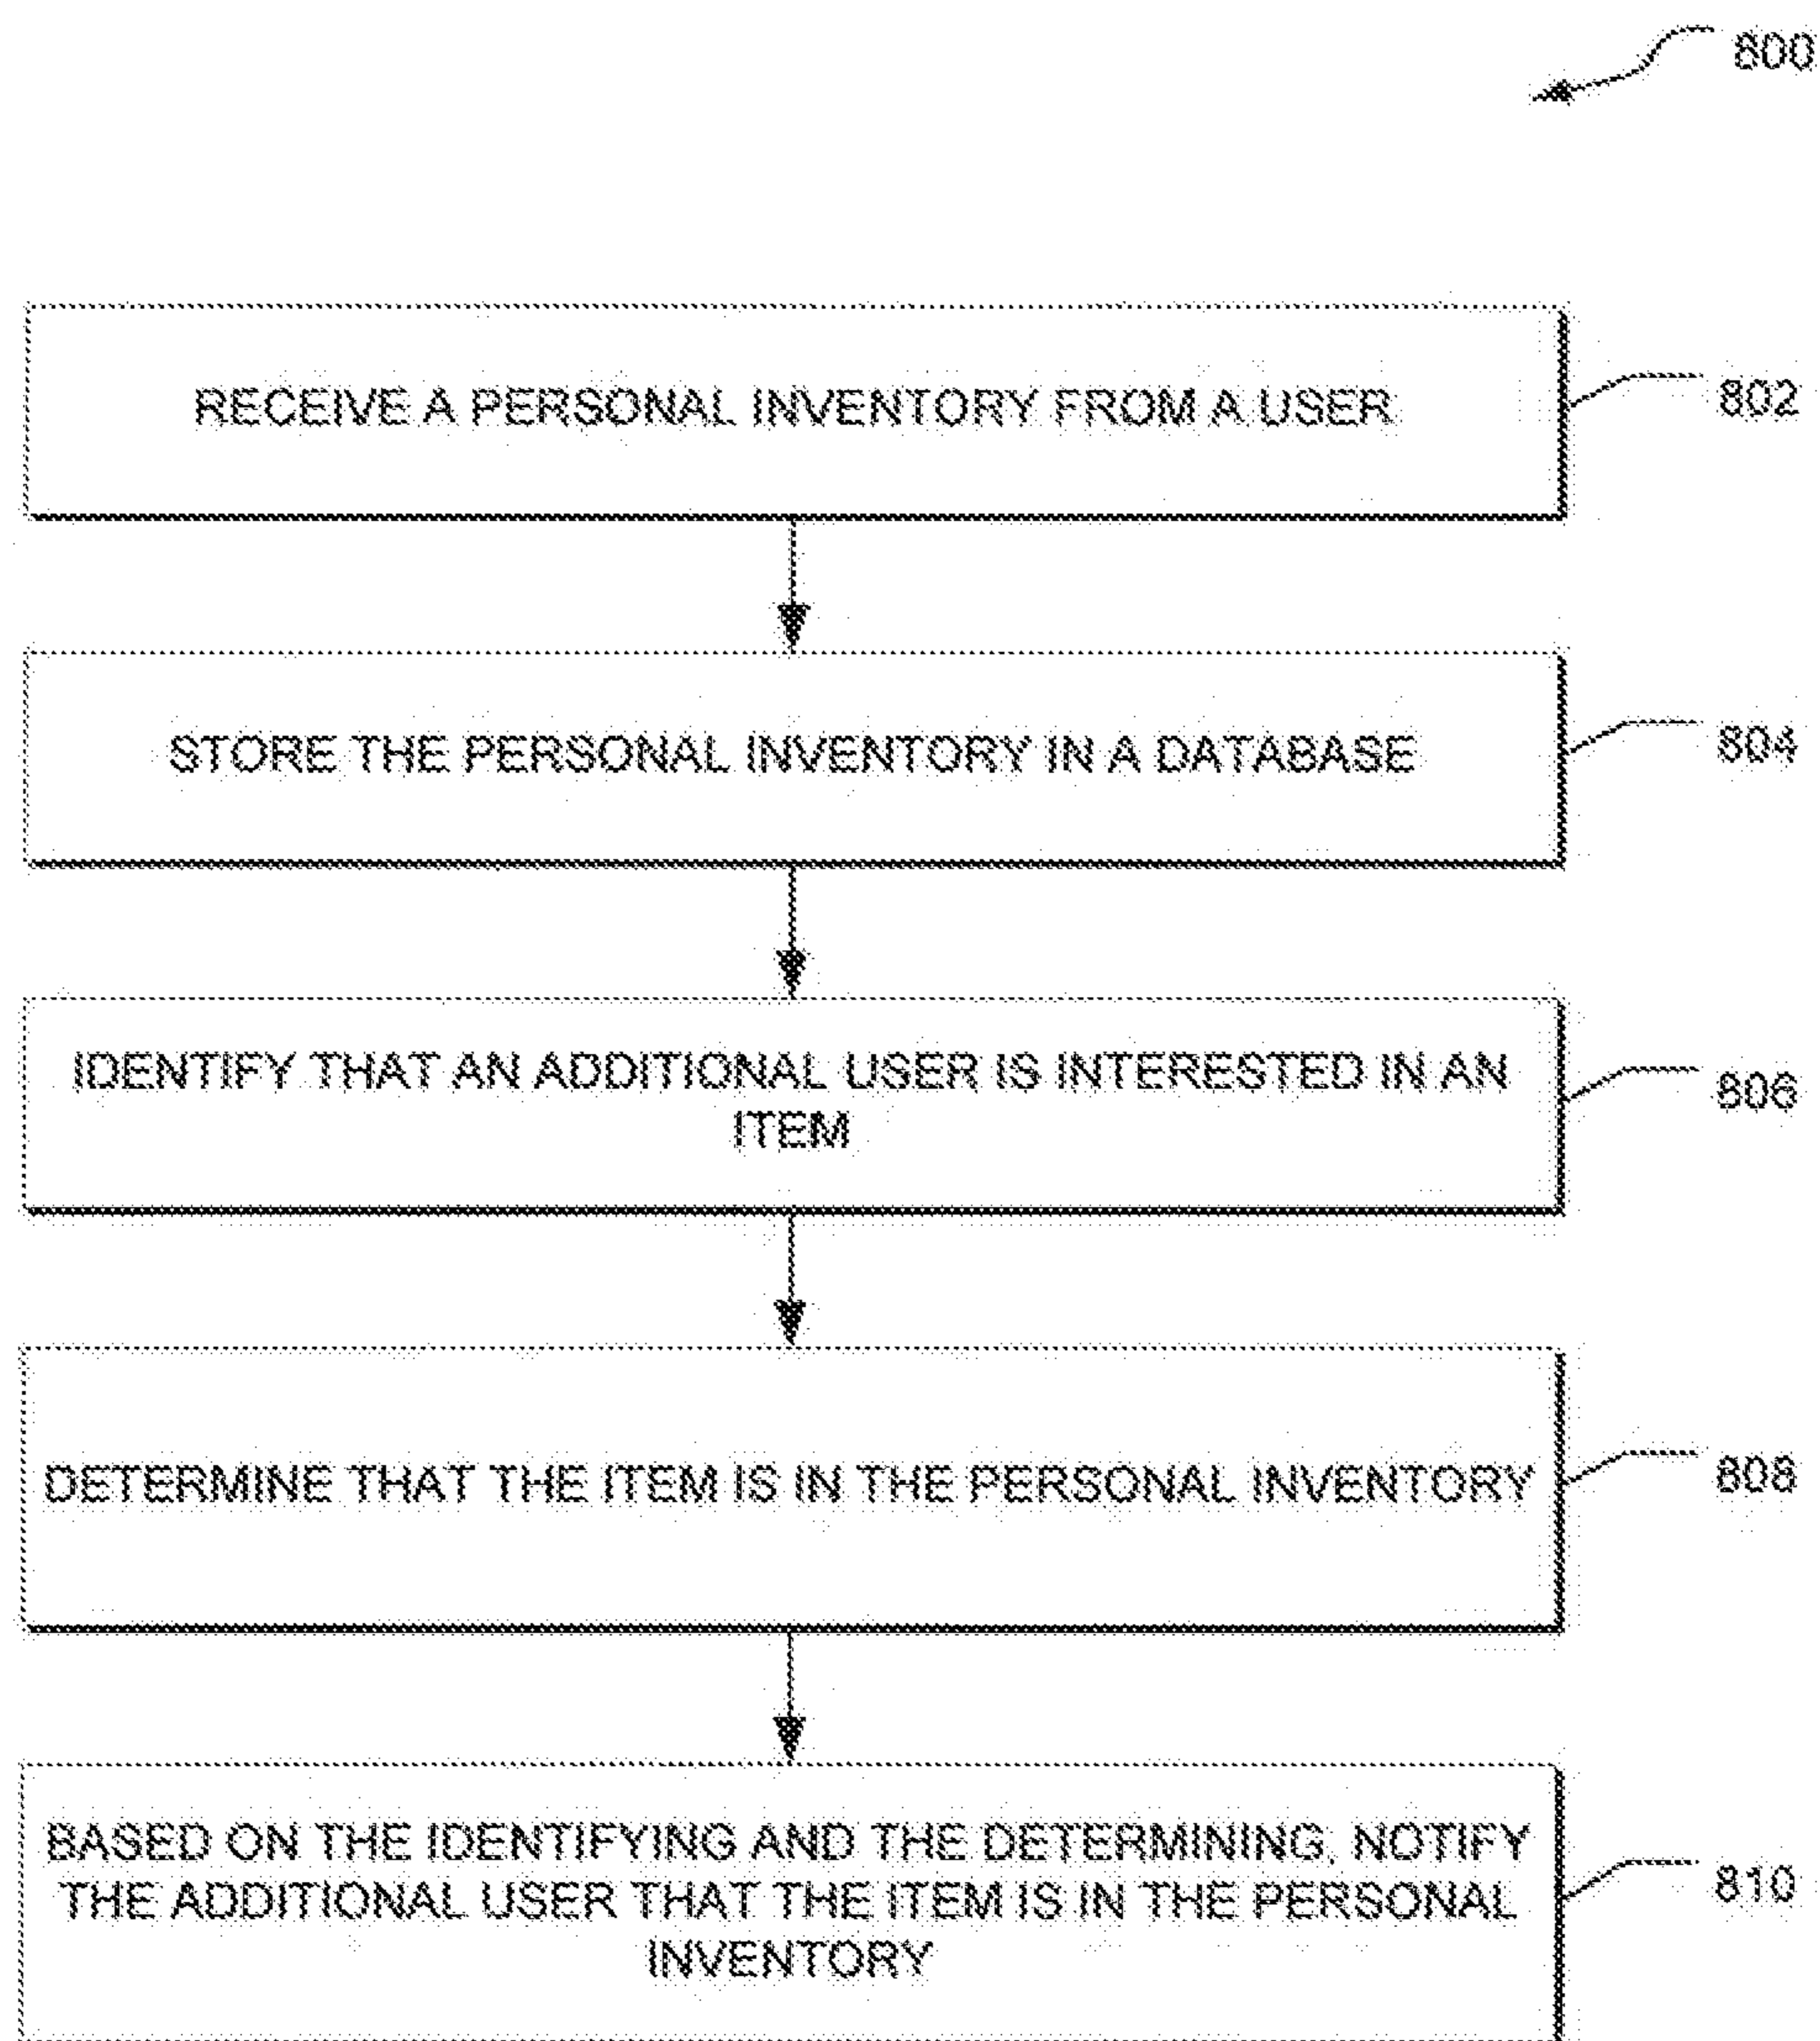 800
RECEIVE A PERSONAL INVENTORY FROM A USER
802
STORE THE PERSONAL INVENTORY IN A DATABASE
804
IDENTIFY THAT AN ADDITIONAL USER IS INTERESTED IN AN
ITEM
806
DETERMINE THAT THE ITEM IS IN THE PERSONAL INVENTORY
808
BASED ON THE IDENTIFYING AND THE DETERMINING, NOTIFY
THE ADDITIONAL USER THAT THE ITEM IS IN THE PERSONAL
INVENTORY
810